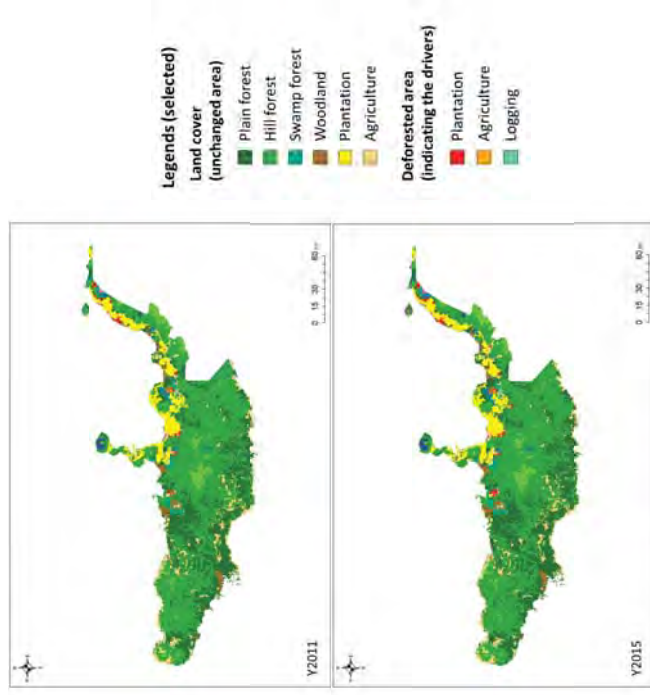 Y2011
0 15 30 60
Y2015
0 15 30 60
Legends (selected)
Land cover
(unchanged area)
Plain forest
Hill forest
Swamp forest
Woodland
Plantation
Agriculture
Deforested area
(indicating the drivers)
Plantation
Agriculture
Logging